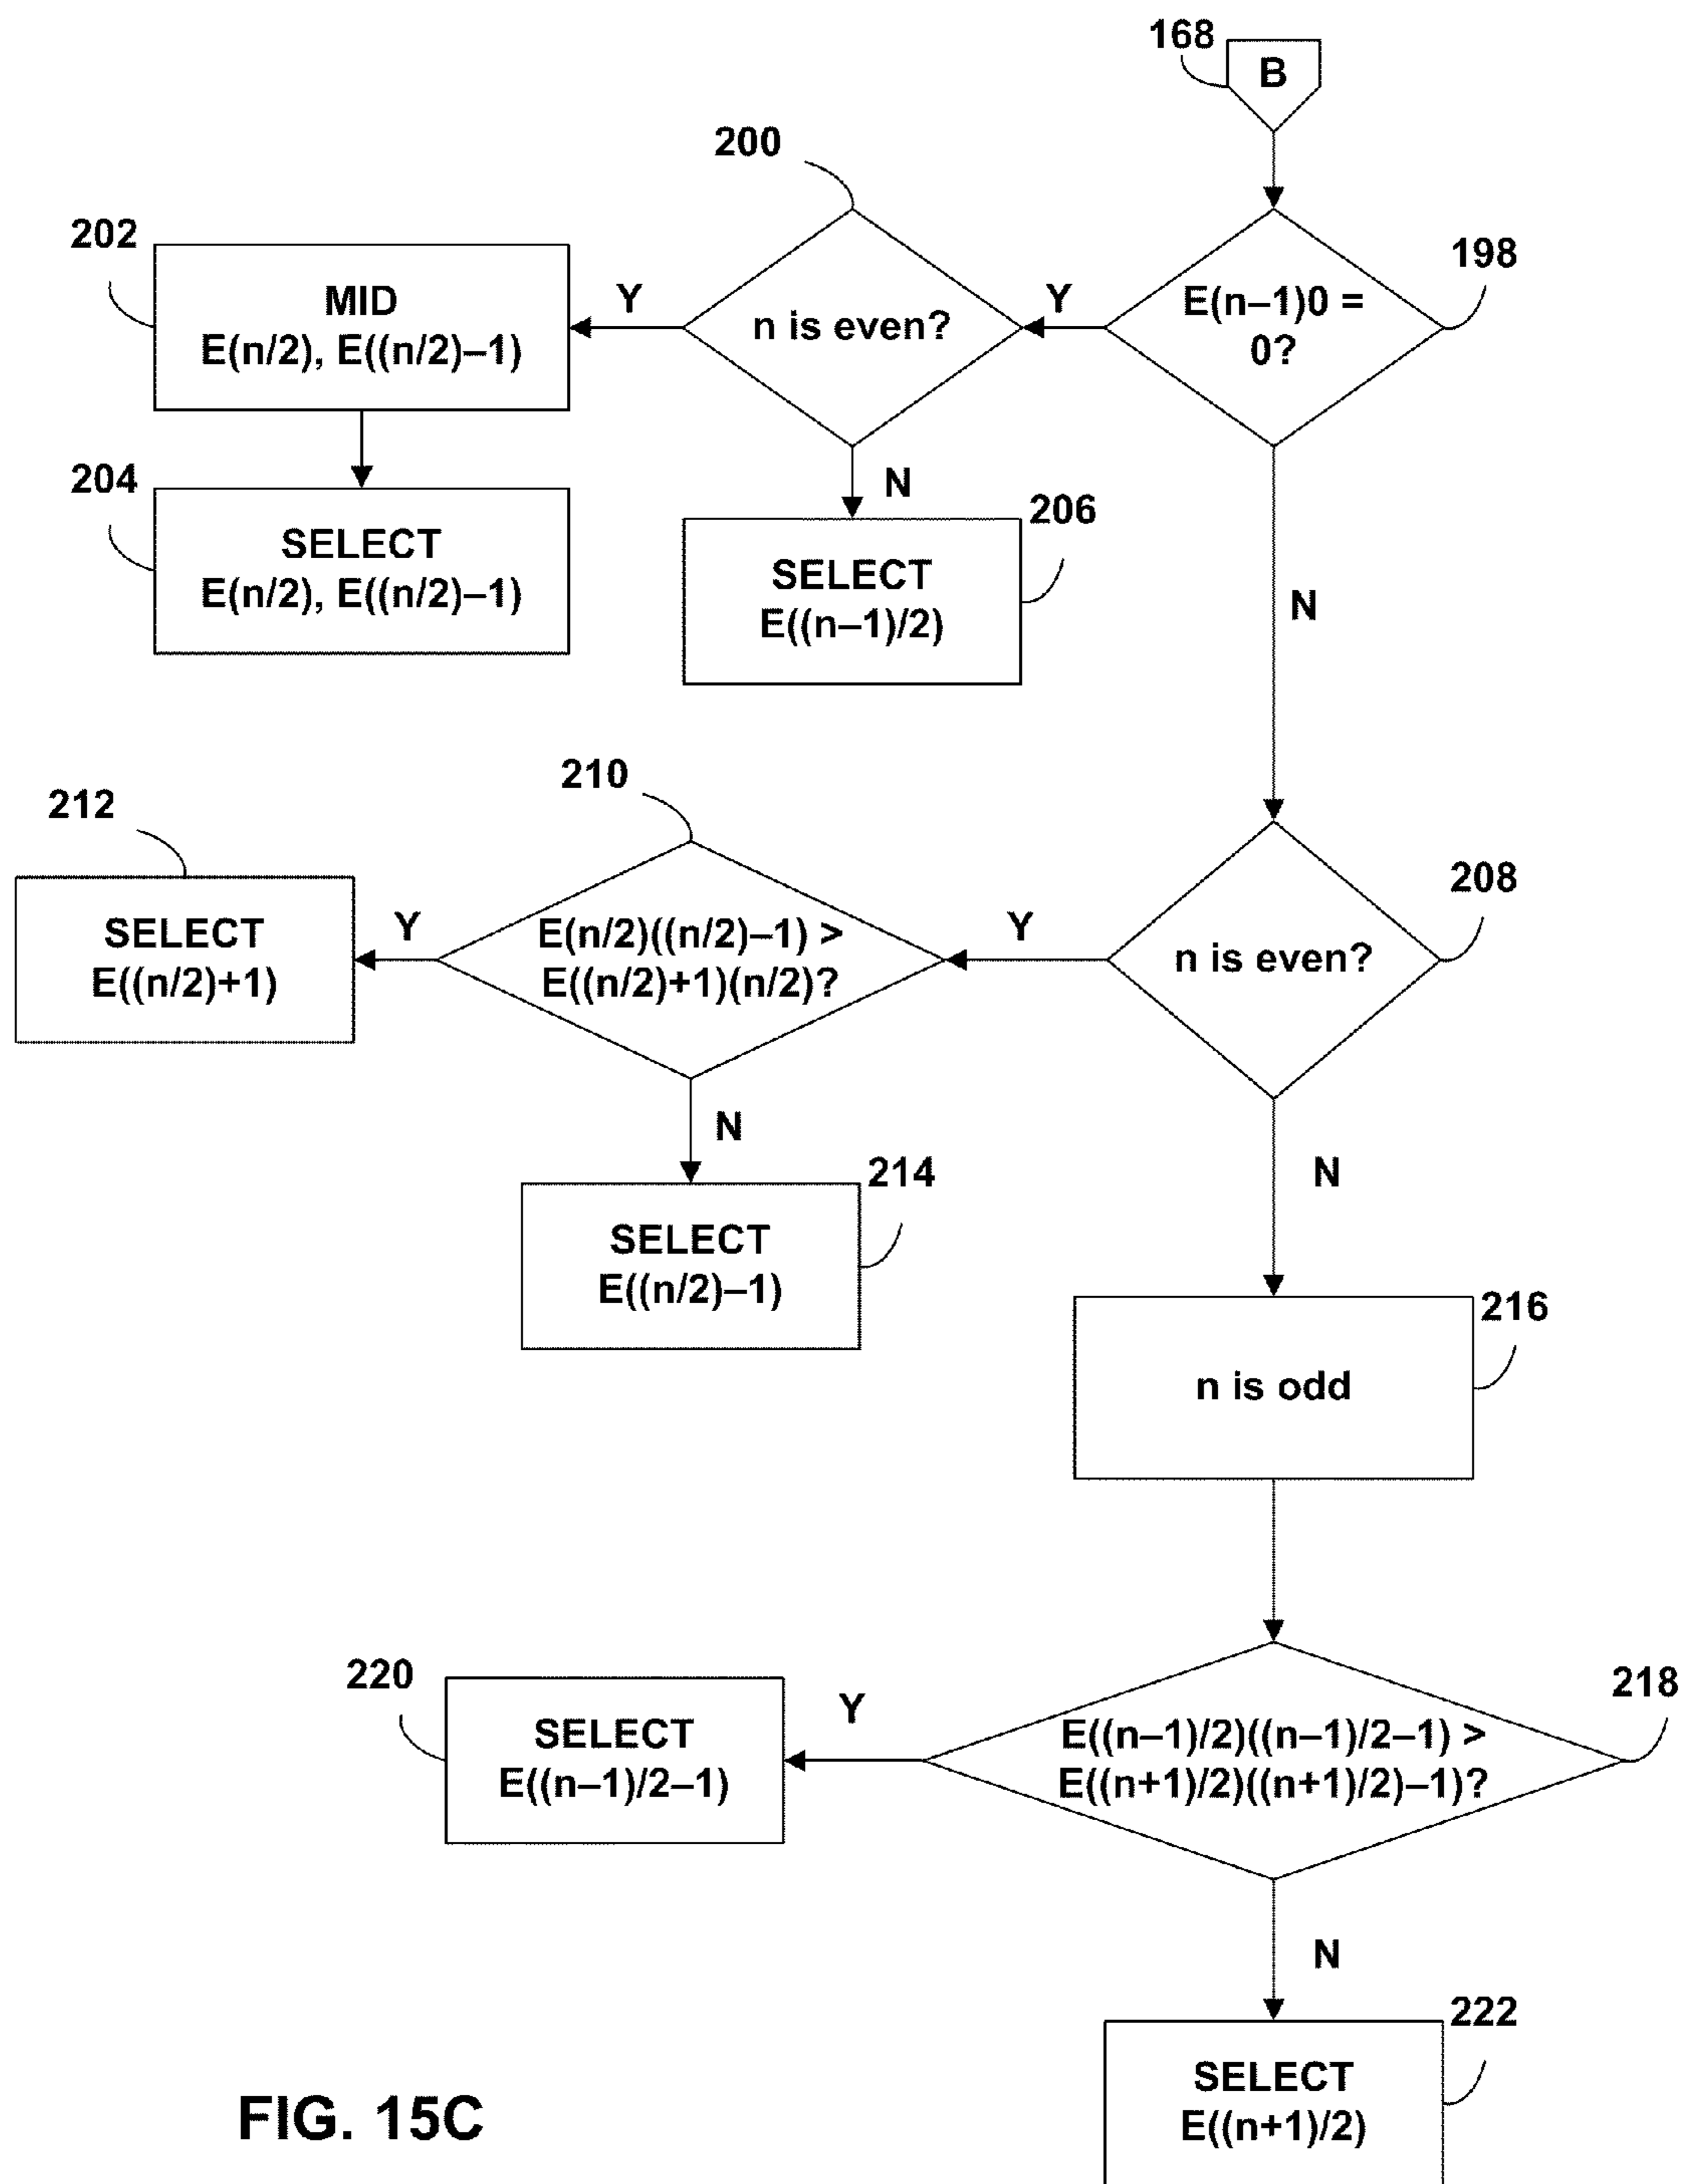 168
B
200
202
198
MID
E(n/2), E((n/2)–1)
Y
n is even?
Y
E(n–1)0 =
0?
204
SELECT
E(n/2), E((n/2)–1)
N
206
SELECT
E((n–1)/2)
N
210
212
208
SELECT
E((n/2)+1)
Y
E(n/2)((n/2)–1) >
E((n/2)+1)(n/2)?
Y
n is even?
N
214
SELECT
E((n/2)–1)
N
216
n is odd
220
218
SELECT
E((n–1)/2–1)
Y
E((n–1)/2)((n–1)/2–1) >
E((n+1)/2)((n+1)/2)–1)?
N
222
SELECT
E((n+1)/2)
FIG. 15C